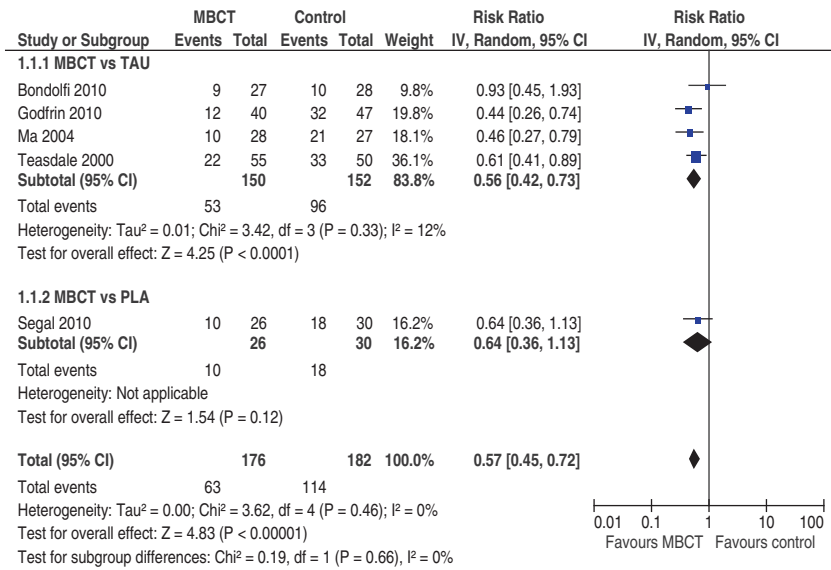 MBCT Control Risk Ratio Risk Ratio
Study or Subgroup Events Total Events Total Weight IV, Random, 95% CI IV, Random, 95% CI
1.1.1 MBCT vs TAU
Bondolfi 2010 9 27 10 28 9.8% 0.93 [0.45, 1.93]
Godfrin 2010 12 40 32 47 19.8% 0.44 [0.26, 0.74]
Ma 2004 10 28 21 27 18.1% 0.46 [0.27, 0.79]
Teasdale 2000 22 55 33 50 36.1% 0.61 [0.41, 0.89]
Subtotal (95% CI) 150 152 83.8% 0.56 [0.42, 0.73]
Total events 53 96
Heterogeneity: Tau² = 0.01; Chi² = 3.42, df = 3 (P = 0.33); I² = 12%
Test for overall effect: Z = 4.25 (P < 0.0001)
1.1.2 MBCT vs PLA
Segal 2010 10 26 18 30 16.2% 0.64 [0.36, 1.13]
Subtotal (95% CI) 26 30 16.2% 0.64 [0.36, 1.13]
Total events 10 18
Heterogeneity: Not applicable
Test for overall effect: Z = 1.54 (P = 0.12)
Total (95% CI) 176 182 100.0% 0.57 [0.45, 0.72]
Total events 63 114
Heterogeneity: Tau² = 0.00; Chi² = 3.62, df = 4 (P = 0.46); I² = 0%
Test for overall effect: Z = 4.83 (P < 0.00001)
Test for subgroup differences: Chi² = 0.19, df = 1 (P = 0.66), I² = 0%
0.01 0.1 1 10 100
Favours MBCT Favours control